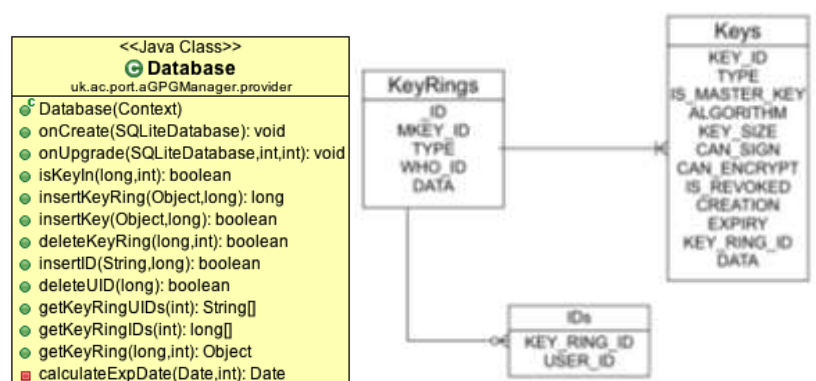 <<Java Class>>
Database
uk.ac.port.aGPGManager.provider
Database(Context)
onCreate(SQLiteDatabase): void
onUpgrade(SQLiteDatabase,int,int): void
isKeyIn(long,int): boolean
insertKeyRing(Object,long): long
insertKey(Object,long): boolean
deleteKeyRing(long,int): boolean
insertID(String,long): boolean
deleteUID(long): boolean
getKeyRingUIDs(int): String[]
getKeyRingIDs(int): long[]
getKeyRing(long,int): Object
calculateExpDate(Date,int): Date
KeyRings
_ID
MKEY_ID
TYPE
WHO_ID
DATA
Keys
KEY_ID
TYPE
IS_MASTER_KEY
ALGORITHM
KEY_SIZE
CAN_SIGN
CAN_ENCRYPT
IS_REVOKED
CREATION
EXPIRY
KEY_RING_ID
DATA
IDs
KEY_RING_ID
USER_ID